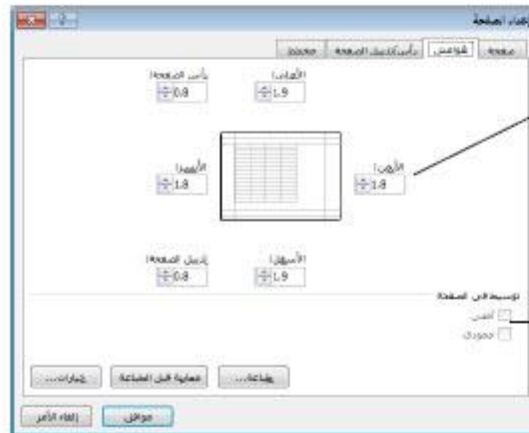 إعداد الصفحة
صفحة هوامش رأس/تذييل الصفحة مخطط
الأعلى: رأس الصفحة:
1.9 0.8
الأيمن: الأيسر:
1.8 1.8
الأسفل: تذييل الصفحة:
1.9 0.8
توسيط في الصفحة
أفقي
عمودي
طباعة... معاينة قبل الطباعة خيارات...
موافق إلغاء الأمر